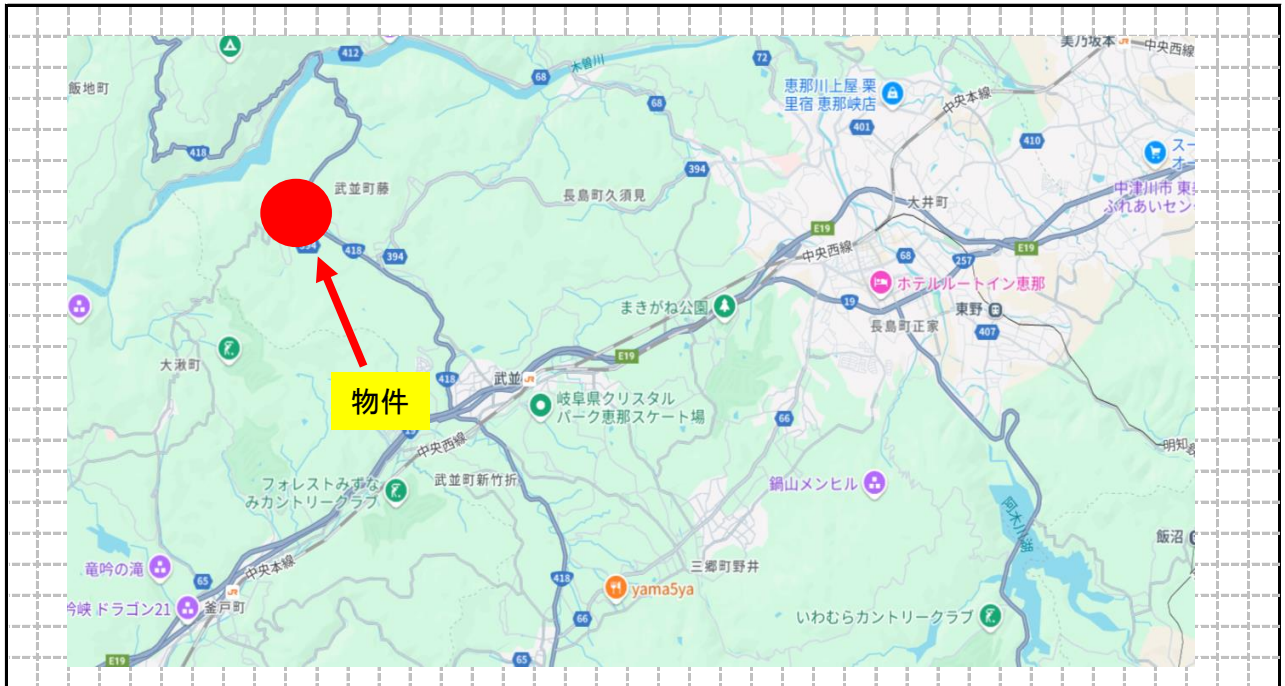 美乃坂本
中央西線
412
72
木曽川
68
飯地町
恵那川上屋 栗
里宿 恵那峡店
中央本線
68
401
410
418
スー
オー
394
武並町藤
長島町久須見
大井町
中津川市 東
ふれあいセン
E19
E19
418
394
中央西線
68
257
ホテルルートイン恵那
まきがね公園
19
東野
407
長島町正家
E19
大湫町
418
武並
物件
岐阜県クリスタル
パーク恵那スケート場
66
19
中央西線
明知
フォレストみずな
みカントリークラブ
武並町新竹折
鍋山メンヒル
阿木川湖
飯沼
竜吟の滝
65
中央本線
三郷町野井
418
yama5ya
吟峡 ドラゴン21
釜戸町
66
いわむらカントリークラブ
E19
65